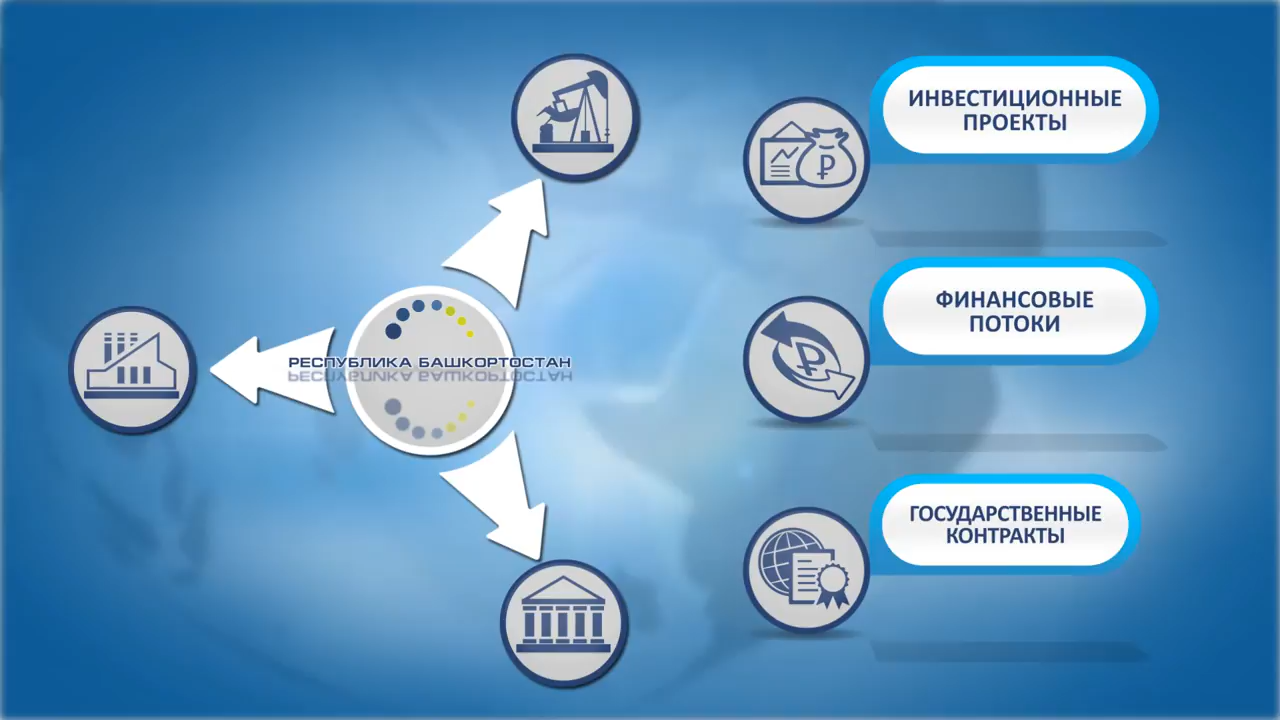 ИНВЕСТИЦИОННЫЕ
ПРОЕКТЫ
ФИНАНСОВЫЕ
ПОТОКИ
РЕСПУБЛИКА БАШКОРТОСТАН
ГОСУДАРСТВЕННЫЕ
КОНТРАКТЫ